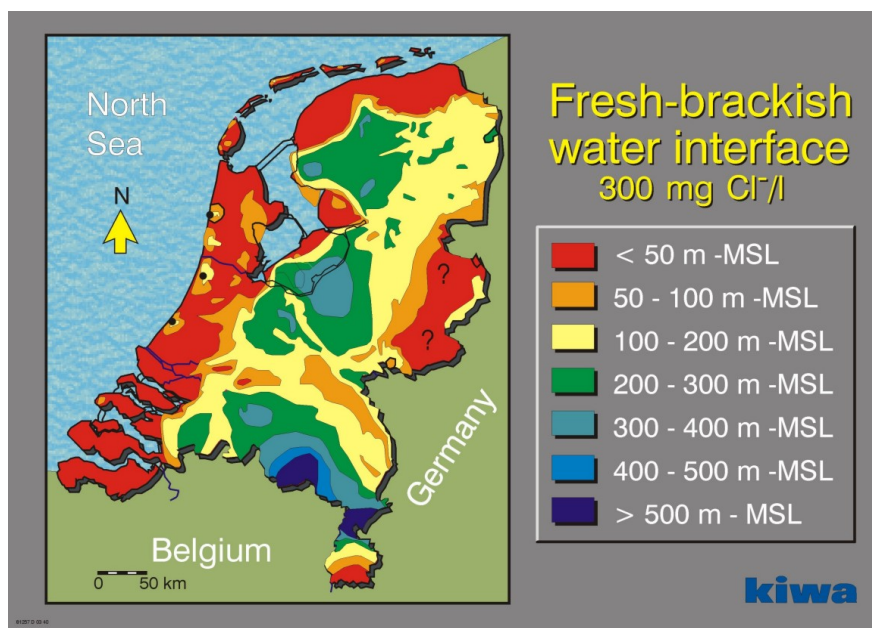 North
Sea
N
?
?
Germany
Belgium
0 50 km
Fresh-brackish
water interface
300 mg Cl⁻/l
< 50 m -MSL
50 - 100 m -MSL
100 - 200 m -MSL
200 - 300 m -MSL
300 - 400 m -MSL
400 - 500 m -MSL
> 500 m - MSL
kiwa